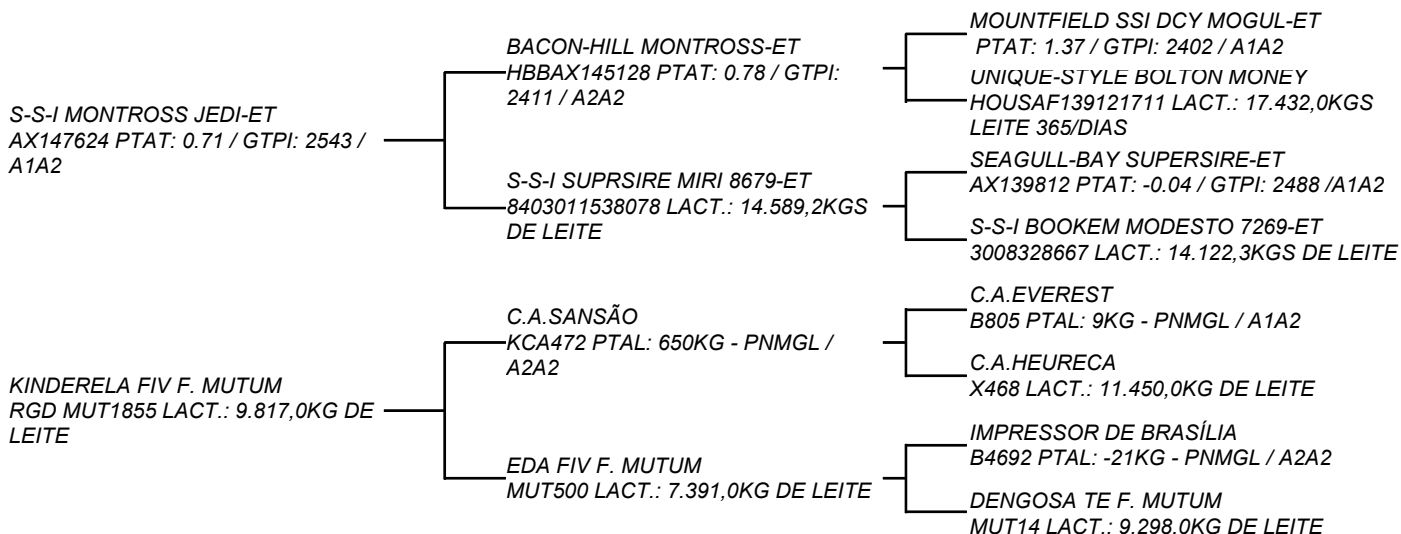 S-S-I MONTROSS JEDI-ET
AX147624 PTAT: 0.71 / GTPI: 2543 /
A1A2
BACON-HILL MONTROSS-ET
HBBAX145128 PTAT: 0.78 / GTPI:
2411 / A2A2
MOUNTFIELD SSI DCY MOGUL-ET
PTAT: 1.37 / GTPI: 2402 / A1A2
UNIQUE-STYLE BOLTON MONEY
HOUSAF139121711 LACT.: 17.432,0KGS
LEITE 365/DIAS
S-S-I SUPRSIRE MIRI 8679-ET
8403011538078 LACT.: 14.589,2KGS
DE LEITE
SEAGULL-BAY SUPERSIRE-ET
AX139812 PTAT: -0.04 / GTPI: 2488 /A1A2
S-S-I BOOKEM MODESTO 7269-ET
3008328667 LACT.: 14.122,3KGS DE LEITE
KINDERELA FIV F. MUTUM
RGD MUT1855 LACT.: 9.817,0KG DE
LEITE
C.A.SANSÃO
KCA472 PTAL: 650KG - PNMGL /
A2A2
C.A.EVEREST
B805 PTAL: 9KG - PNMGL / A1A2
C.A.HEURECA
X468 LACT.: 11.450,0KG DE LEITE
EDA FIV F. MUTUM
MUT500 LACT.: 7.391,0KG DE LEITE
IMPRESSOR DE BRASÍLIA
B4692 PTAL: -21KG - PNMGL / A2A2
DENGOSA TE F. MUTUM
MUT14 LACT.: 9.298.0KG DE LEITE